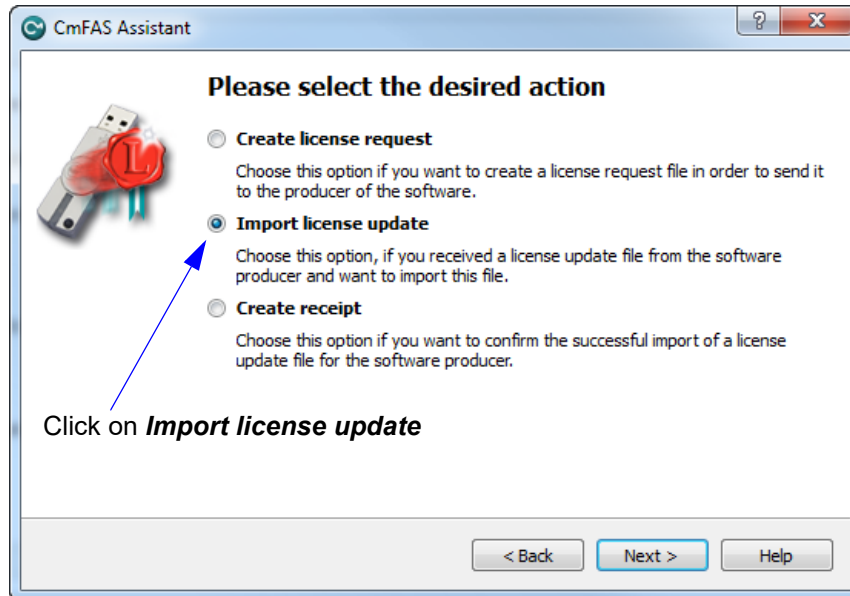 CmFAS Assistant
?
X
Please select the desired action
Create license request
Choose this option if you want to create a license request file in order to send it
to the producer of the software.
L
Import license update
Choose this option, if you received a license update file from the software
producer and want to import this file.
Create receipt
Choose this option if you want to confirm the successful import of a license
update file for the software producer.
Click on Import license update
< Back
Next >
Help